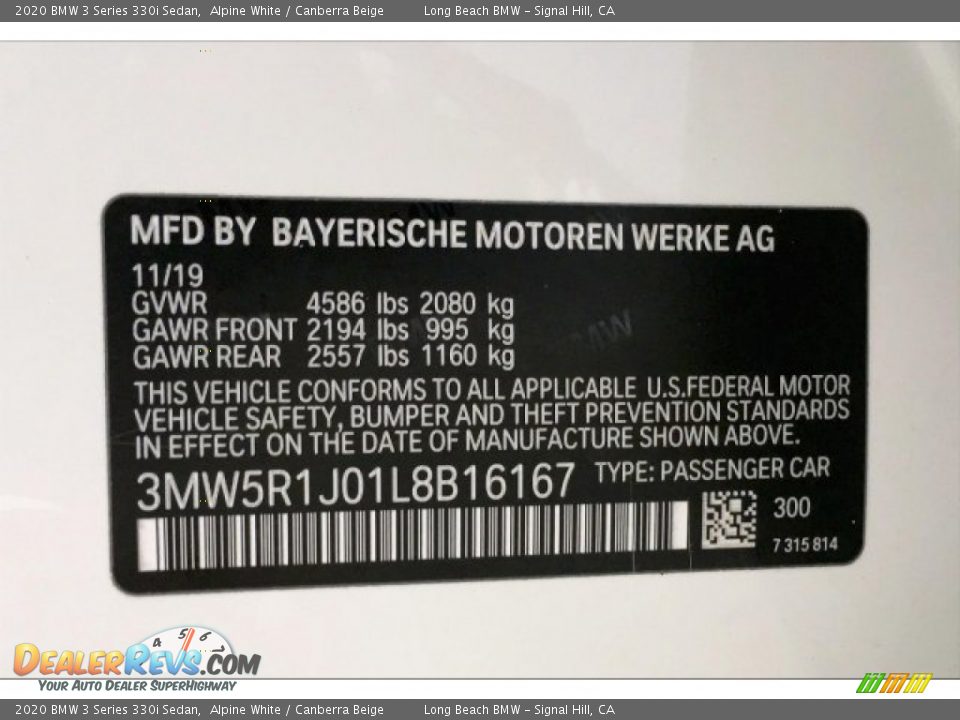 2020 BMW 3 Series 330i Sedan, Alpine White / Canberra Beige Long Beach BMW - Signal Hill, CA
MFD BY BAYERISCHE MOTOREN WERKE AG
11/19
GVWR 4586 lbs 2080 kg
GAWR FRONT 2194 lbs 995 kg
GAWR REAR 2557 lbs 1160 kg
THIS VEHICLE CONFORMS TO ALL APPLICABLE U.S.FEDERAL MOTOR
VEHICLE SAFETY, BUMPER AND THEFT PREVENTION STANDARDS
IN EFFECT ON THE DATE OF MANUFACTURE SHOWN ABOVE.
3MW5R1J01L8B16167 TYPE: PASSENGER CAR
300
7 315 814
4 5 6 7
DEALERREVS.COM
YOUR AUTO DEALER SUPERHIGHWAY
2020 BMW 3 Series 330i Sedan, Alpine White / Canberra Beige Long Beach BMW - Signal Hill, CA